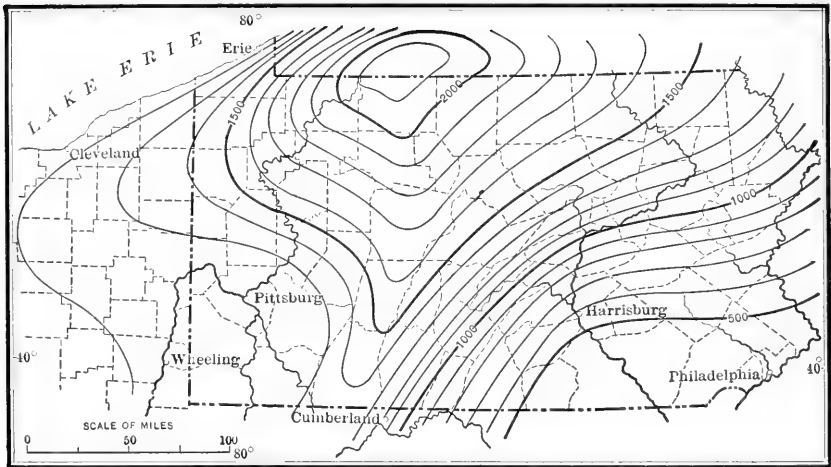 80°
LAKE ERIE
Erie
1500
2000
1500
Cleveland
1000
Pittsburg
Harrisburg
1000
500
40°
Wheeling
Philadelphia
40°
Cumberland
SCALE OF MILES
0 50 100
80°